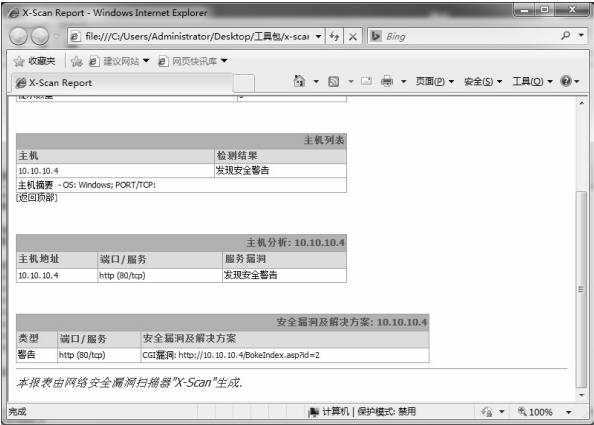 X-Scan Report - Windows Internet Explorer
file:///C:/Users/Administrator/Desktop/工具包/x-scar
Bing
收藏夹 建议网站 网页快讯库
X-Scan Report
页面(P) 安全(S) 工具(O)
主机列表
主机 检测结果
10.10.10.4 发现安全警告
主机摘要 - OS: Windows; PORT/TCP:
[返回顶部]
主机分析: 10.10.10.4
主机地址 端口/服务 服务漏洞
10.10.10.4 http (80/tcp) 发现安全警告
安全漏洞及解决方案: 10.10.10.4
类型 端口/服务 安全漏洞及解决方案
警告 http (80/tcp) CGI漏洞: http://10.10.10.4/BokeIndex.asp?id=2
本报表由网络安全漏洞扫描器"X-Scan"生成.
完成 计算机 | 保护模式: 禁用 100%